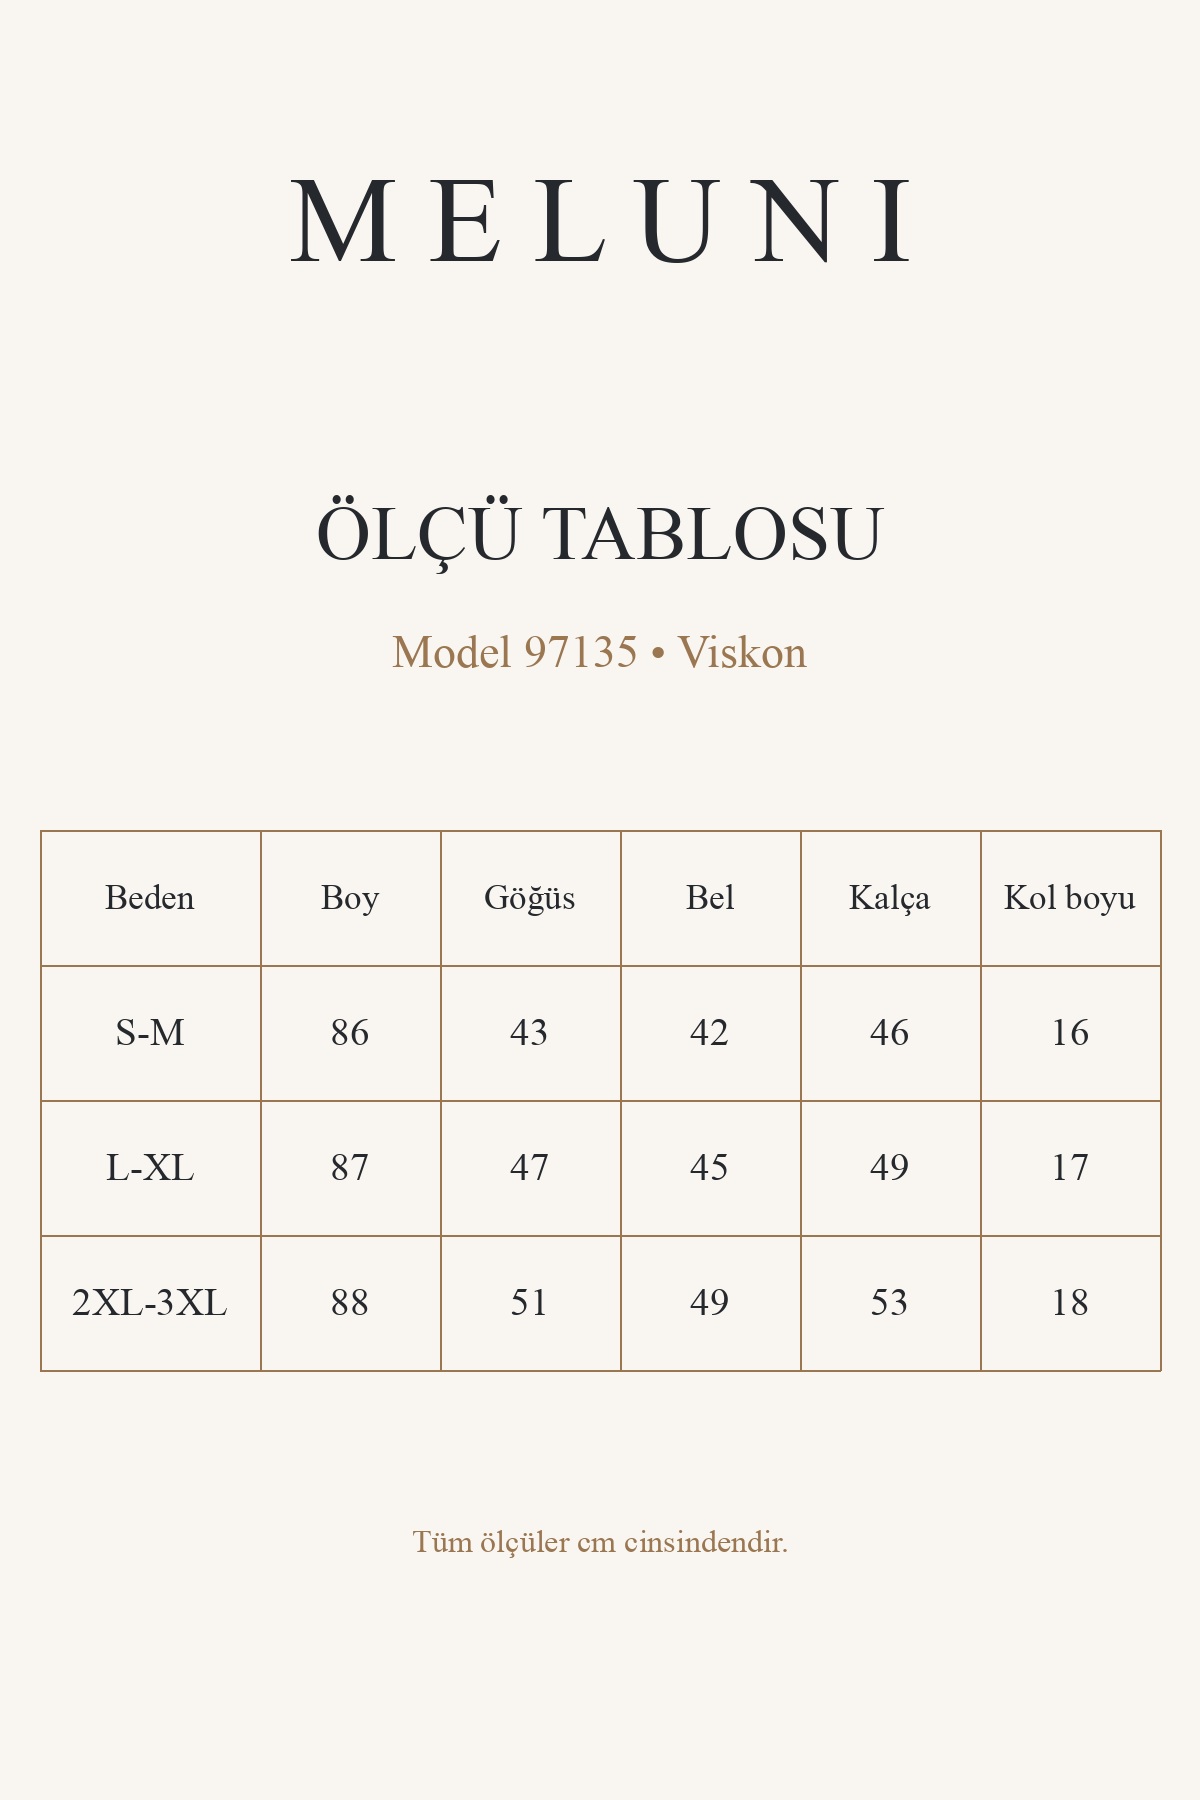 MELUNI
ÖLÇÜ TABLOSU
Model 97135 • Viskon
Beden Boy Göğüs Bel Kalça Kol boyu
S-M 86 43 42 46 16
L-XL 87 47 45 49 17
2XL-3XL 88 51 49 53 18
Tüm ölçüler cm cinsindendir.